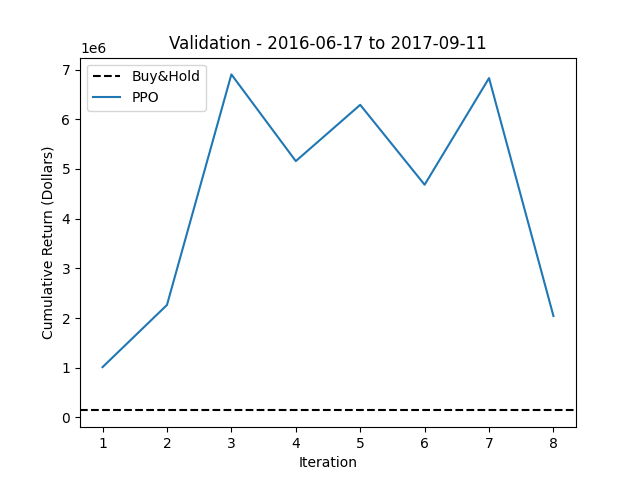 Validation - 2016-06-17 to 2017-09-11
1e6
Buy&Hold
PPO
Cumulative Return (Dollars)
7
6
5
4
3
2
1
0
1 2 3 4 5 6 7 8
Iteration